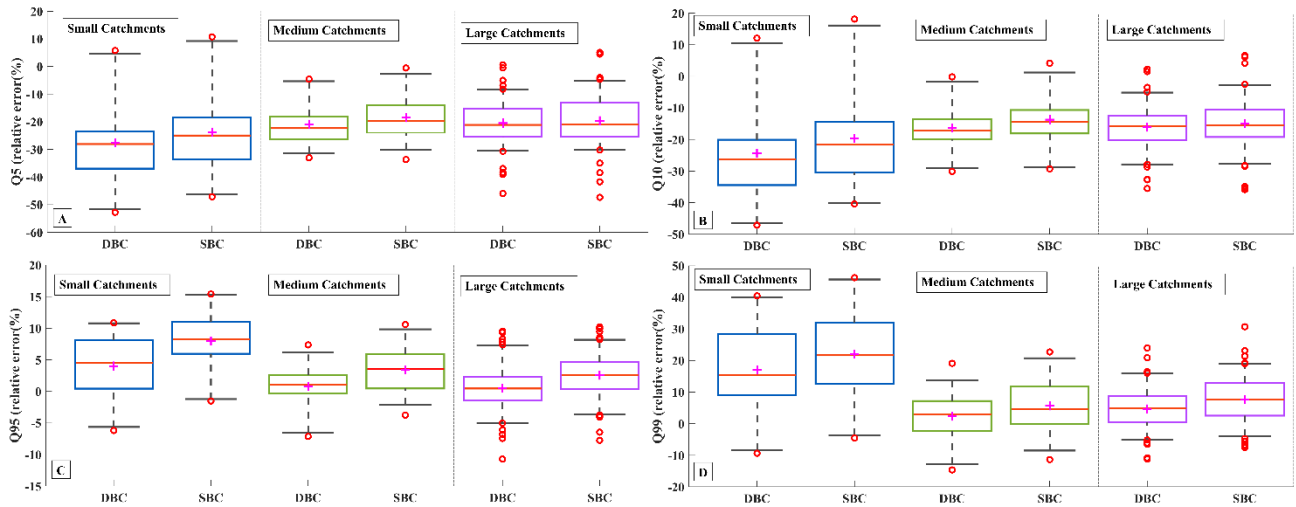 Small Catchments
Medium Catchments
Large Catchments
Q5 (relative error(%)
20
10
0
-10
-20
-30
-40
-50
-60
A
DBC
SBC
DBC
SBC
DBC
SBC
Small Catchments
Medium Catchments
Large Catchments
Q10 (relative error(%)
20
10
0
-10
-20
-30
-40
-50
B
DBC
SBC
DBC
SBC
DBC
SBC
Small Catchments
Medium Catchments
Large Catchments
Q95 (relative error(%)
20
15
10
5
0
-5
-10
-15
C
DBC
SBC
DBC
SBC
DBC
SBC
Small Catchments
Medium Catchments
Large Catchments
Q99 (relative error(%)
50
40
30
20
10
0
-10
-20
D
DBC
SBC
DBC
SBC
DBC
SBC